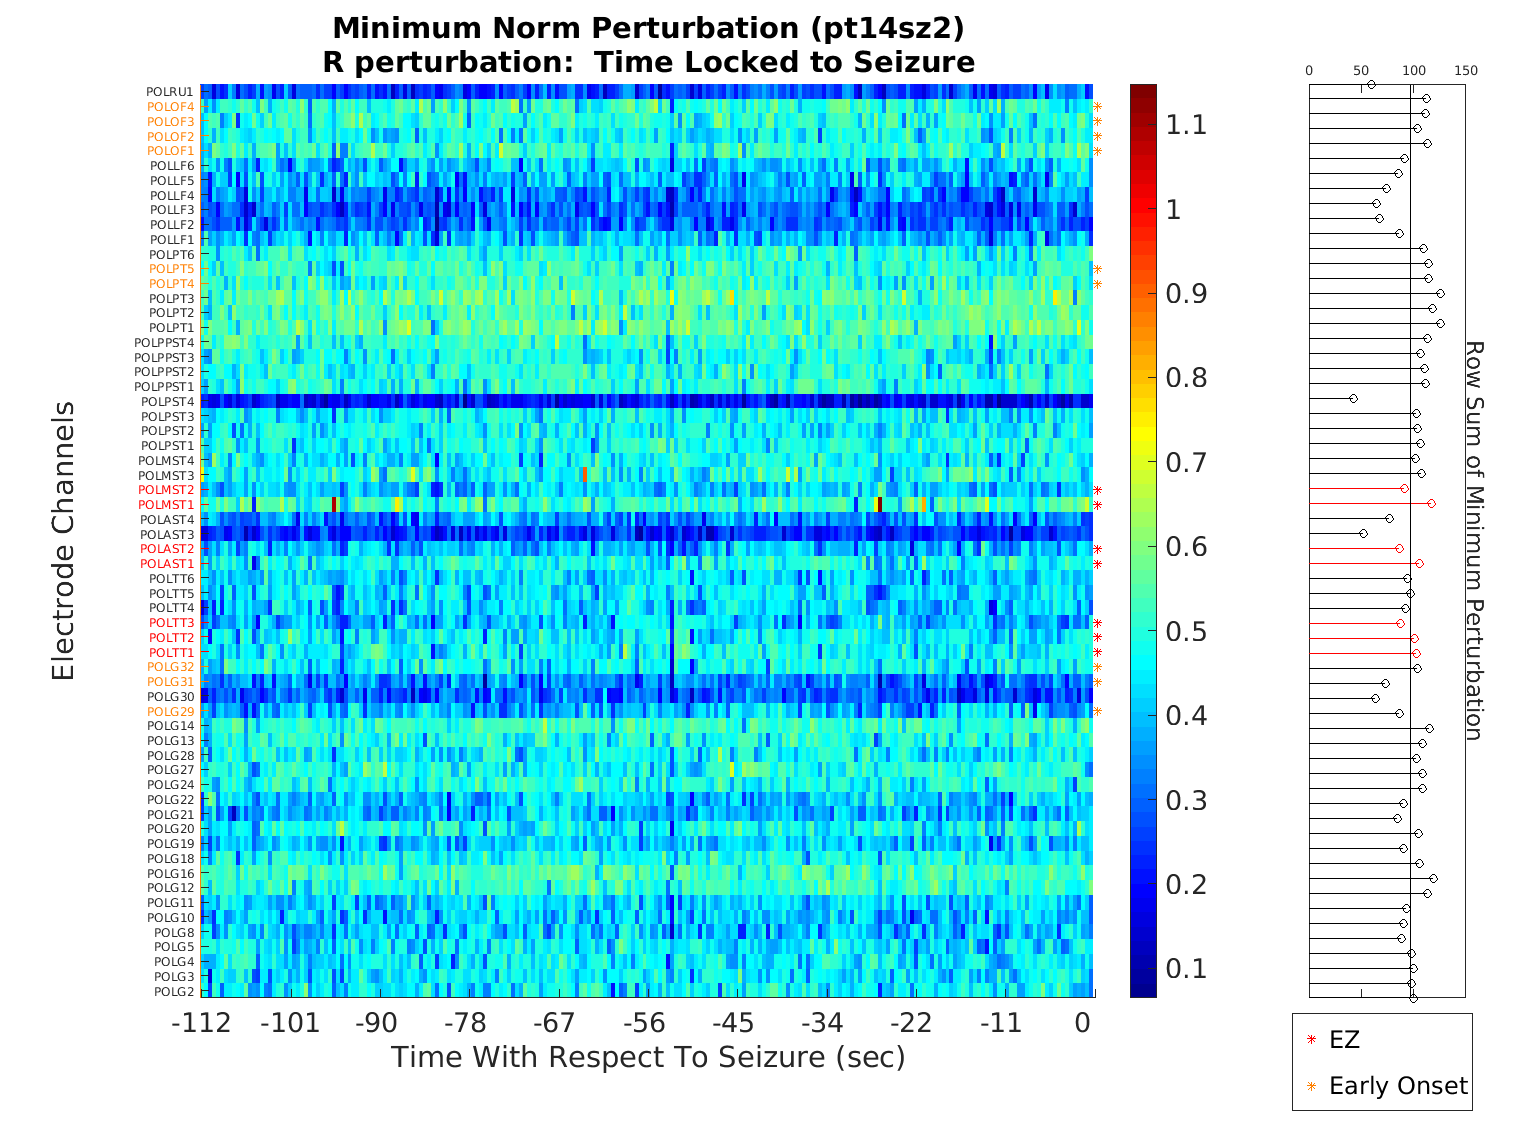 Minimum Norm Perturbation (pt14sz2)
R perturbation:  Time Locked to Seizure
Electrode Channels
POLRU1
POLOF4
POLOF3
POLOF2
POLOF1
POLLF6
POLLF5
POLLF4
POLLF3
POLLF2
POLLF1
POLPT6
POLPT5
POLPT4
POLPT3
POLPT2
POLPT1
POLPPST4
POLPPST3
POLPPST2
POLPPST1
POLPST4
POLPST3
POLPST2
POLPST1
POLMST4
POLMST3
POLMST2
POLMST1
POLAST4
POLAST3
POLAST2
POLAST1
POLTT6
POLTT5
POLTT4
POLTT3
POLTT2
POLTT1
POLG32
POLG31
POLG30
POLG29
POLG14
POLG13
POLG28
POLG27
POLG24
POLG22
POLG21
POLG20
POLG19
POLG18
POLG16
POLG12
POLG11
POLG10
POLG8
POLG5
POLG4
POLG3
POLG2
-112 -101 -90 -78 -67 -56 -45 -34 -22 -11 0
Time With Respect To Seizure (sec)
1.1
1
0.9
0.8
0.7
0.6
0.5
0.4
0.3
0.2
0.1
0 50 100 150
Row Sum of Minimum Perturbation
EZ
Early Onset